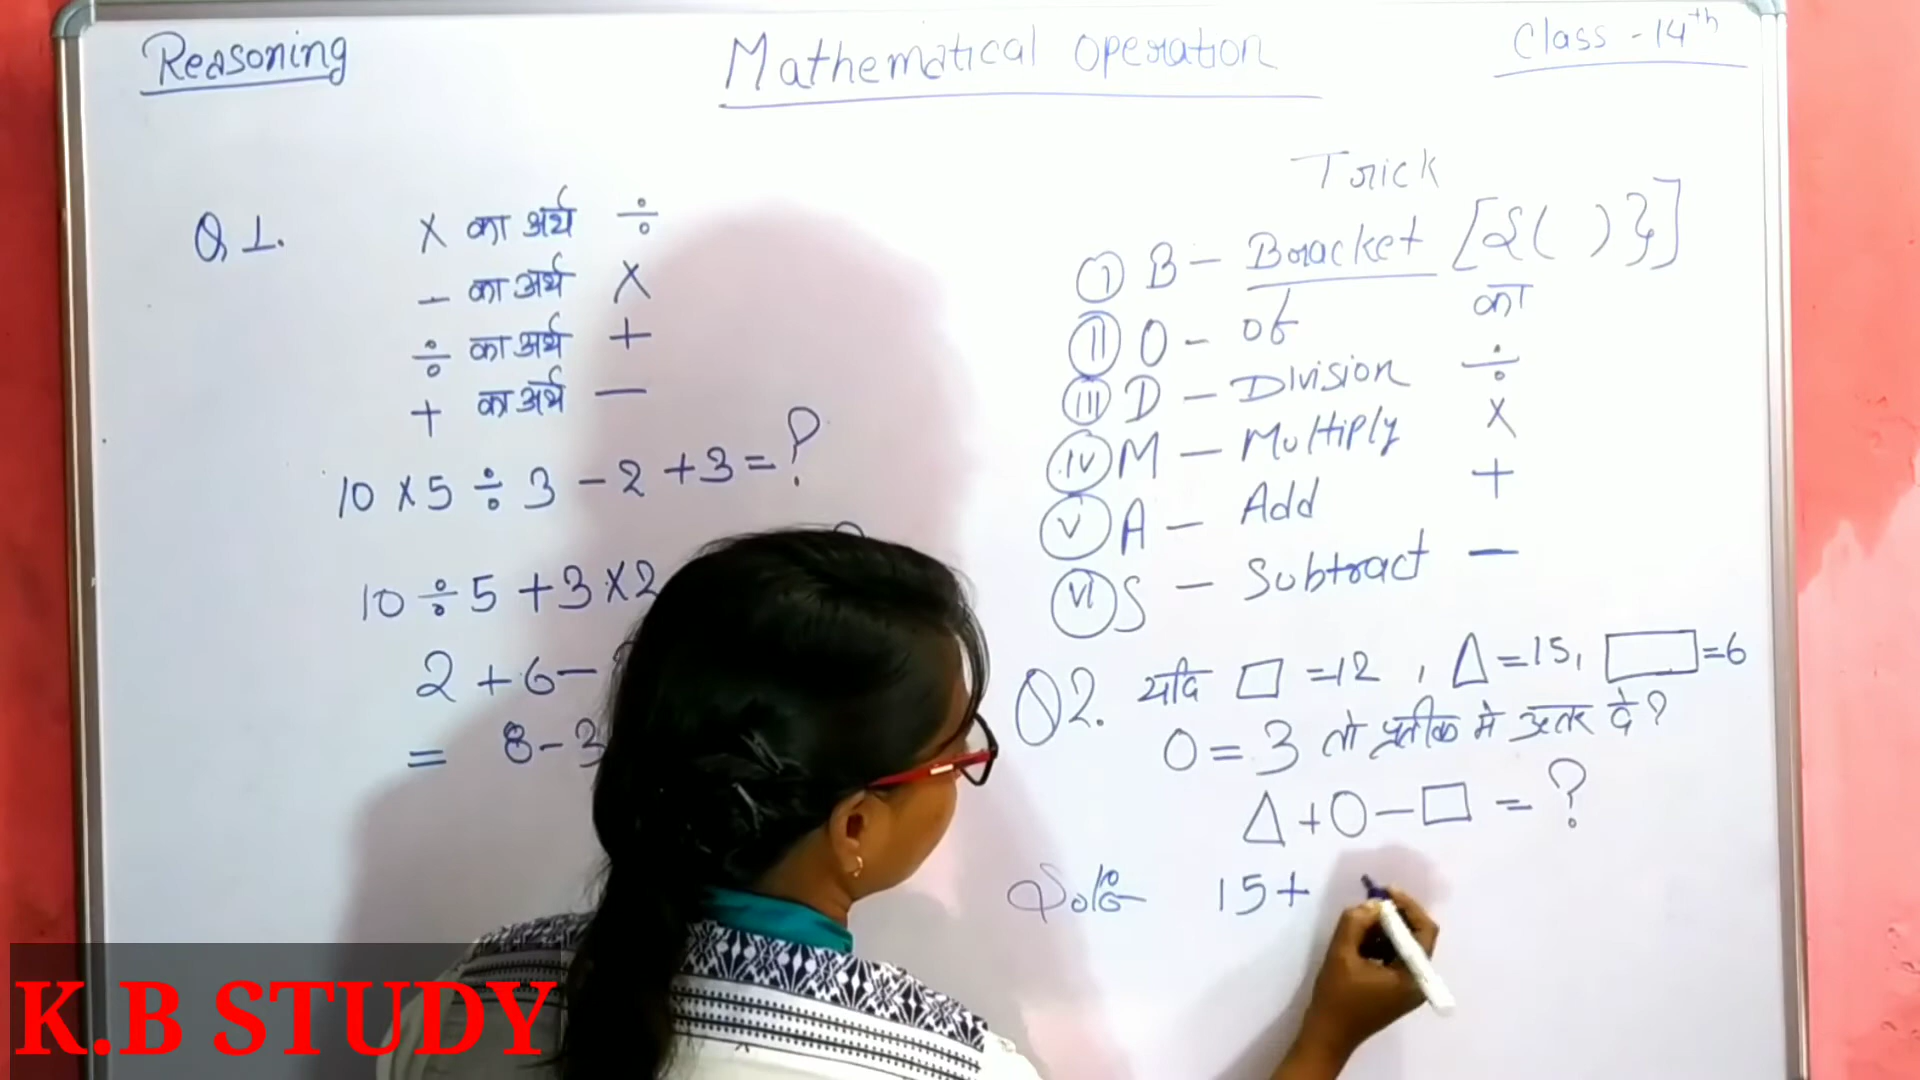 Reasoning
Mathematical Operation
Class - 14th
Q 1.
× का अर्थ ÷
− का अर्थ ×
÷ का अर्थ +
+ का अर्थ −
10 × 5 ÷ 3 − 2 + 3 = ?
10 ÷ 5 + 3 × 2
2 + 6 −
= 8 − 3
Trick
(i) B − Bracket [{( )}]
(ii) O − of का
(iii) D − Division ÷
(iv) M − Multiply ×
(v) A − Add +
(vi) S − Subtract −
Q2. यदि □ = 12 , Δ = 15, ▭ = 6
O = 3 तो प्रतीक मे उत्तर दे ?
Δ + O − □ = ?
15 +
K.B STUDY